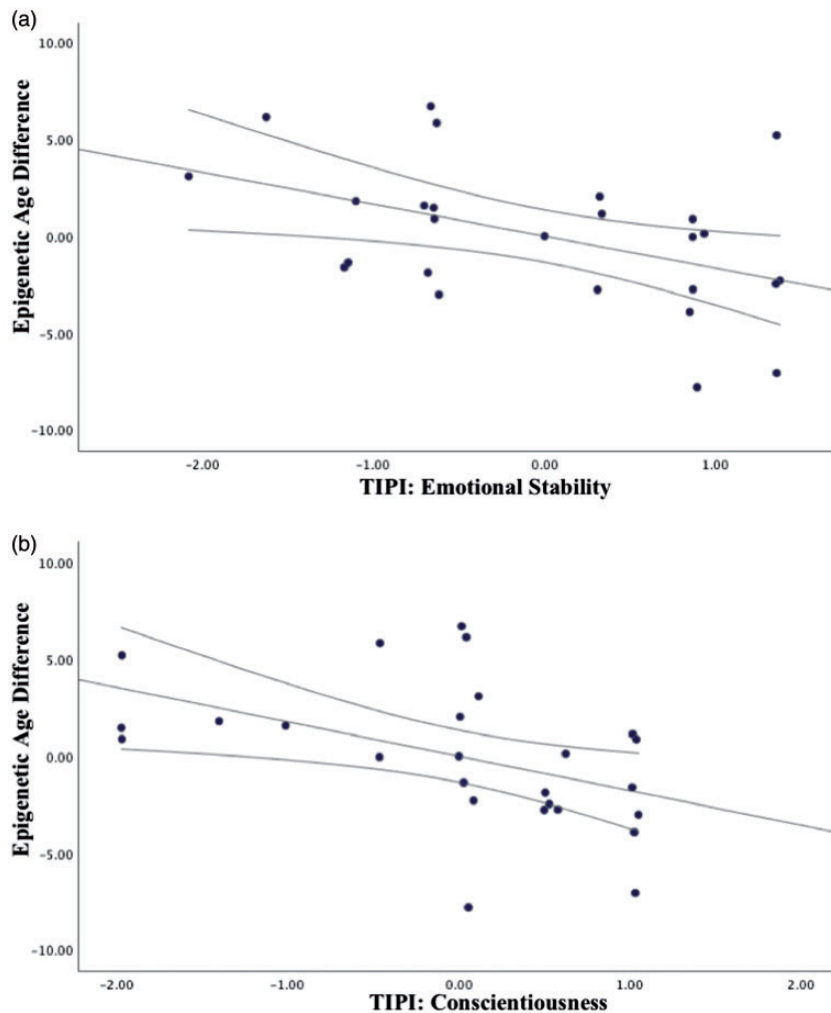 (a)
10.00
5.00
0.00
−5.00
−10.00
Epigenetic Age Difference
−2.00 −1.00 0.00 1.00
TIPI: Emotional Stability
(b)
10.00
5.00
0.00
−5.00
−10.00
Epigenetic Age Difference
−2.00 −1.00 0.00 1.00 2.00
TIPI: Conscientiousness